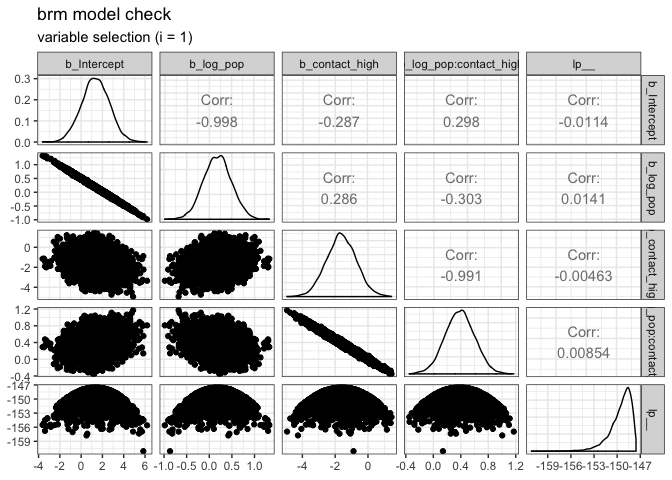 brm model check
variable selection (i = 1)
b_Intercept b_log_pop b_contact_high _log_pop:contact_higl lp__
0.3
0.2
0.1
0.0
Corr:
-0.998
Corr:
-0.287
Corr:
0.298
Corr:
-0.0114
b_Intercept
1.0
0.5
0.0
-0.5
-1.0
Corr:
0.286
Corr:
-0.303
Corr:
0.0141
b_log_pop
0
-2
-4
Corr:
-0.991
Corr:
-0.00463
_contact_hig
1.2
0.8
0.4
0.0
-0.4
Corr:
0.00854
_pop:contact
-147
-150
-153
-156
-159
lp__
-4 -2 0 2 4 6 -1.0 -0.5 0.0 0.5 1.0 -4 -2 0 -0.4 0.0 0.4 0.8 1.2 -159 -156 -153 -150 -147